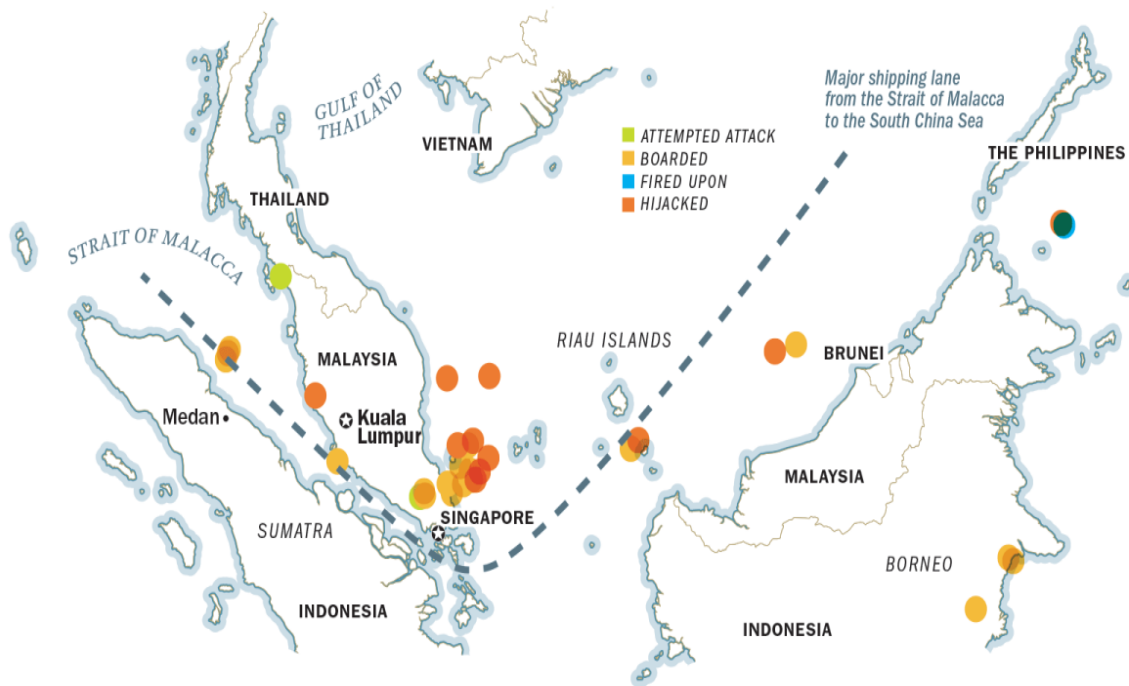 GULF OF
THAILAND
VIETNAM
Major shipping lane
from the Strait of Malacca
to the South China Sea
ATTEMPTED ATTACK
BOARDED
FIRED UPON
HIJACKED
THE PHILIPPINES
THAILAND
STRAIT OF MALACCA
RIAU ISLANDS
MALAYSIA
BRUNEI
Medan
Kuala
Lumpur
MALAYSIA
SINGAPORE
SUMATRA
BORNEO
INDONESIA
INDONESIA